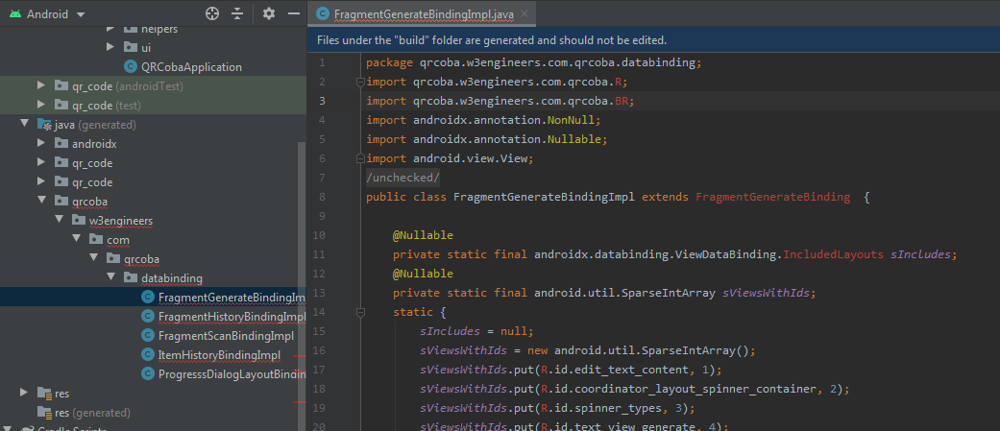 Android
helpers
ui
QRCobaApplication
qr_code (androidTest)
qr_code (test)
java (generated)
androidx
qr_code
qr_code
qrcoba
w3engineers
com
qrcoba
databinding
FragmentGenerateBindingIm
FragmentHistoryBindingImpl
FragmentScanBindingImpl
ItemHistoryBindingImpl
ProgresssDialogLayoutBindin
res
res (generated)
Gradle Scripts
FragmentGenerateBindingImpl.java
Files under the "build" folder are generated and should not be edited.
1 package qrcoba.w3engineers.com.qrcoba.databinding;
2 import qrcoba.w3engineers.com.qrcoba.R;
3 import qrcoba.w3engineers.com.qrcoba.BR;
4 import androidx.annotation.NonNull;
5 import androidx.annotation.Nullable;
6 import android.view.View;
7 /unchecked/
8 public class FragmentGenerateBindingImpl extends FragmentGenerateBinding {
9
10 @Nullable
11 private static final androidx.databinding.ViewDataBinding.IncludedLayouts sIncludes;
12 @Nullable
13 private static final android.util.SparseIntArray sViewsWithIds;
14 static {
15 sIncludes = null;
16 sViewsWithIds = new android.util.SparseIntArray();
17 sViewsWithIds.put(R.id.edit_text_content, 1);
18 sViewsWithIds.put(R.id.coordinator_layout_spinner_container, 2);
19 sViewsWithIds.put(R.id.spinner_types, 3);
20 sViewsWithIds.put(R.id.text_view_generate, 4);